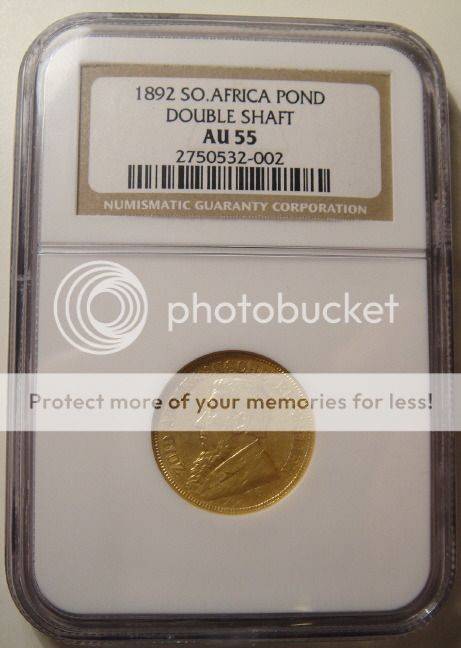 1892 SO.AFRICA POND
DOUBLE SHAFT
AU 55
2750532-002
NUMISMATIC GUARANTY CORPORATION
photobucket
Protect more of your memories for less!